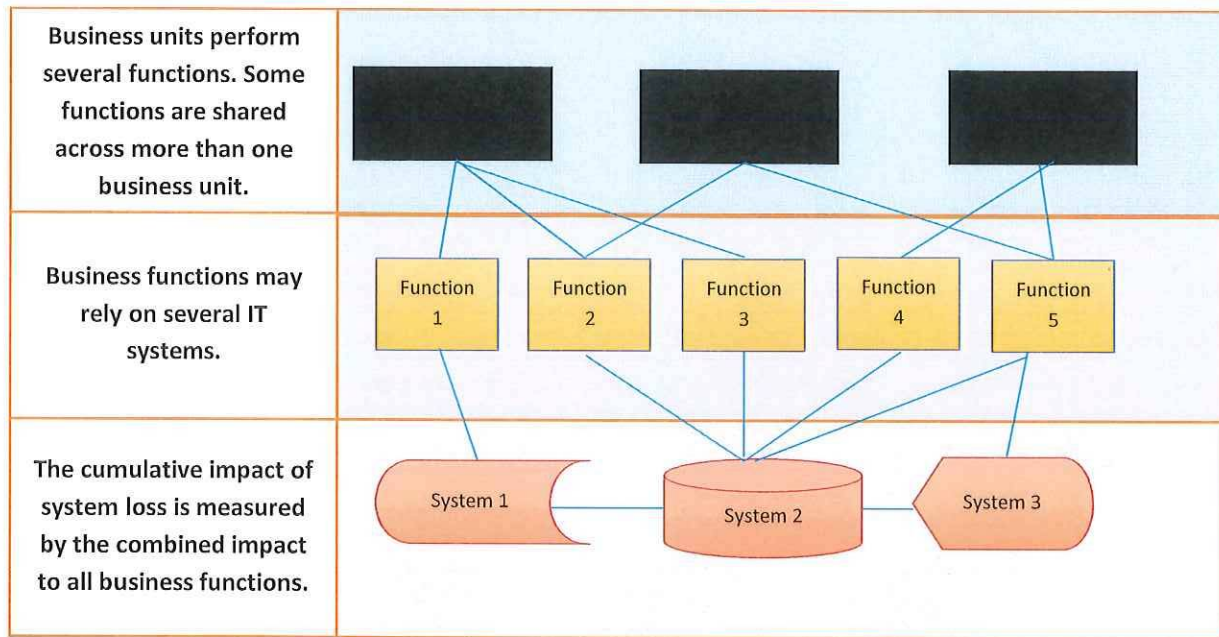 Business units perform
several functions. Some
functions are shared
across more than one
business unit.
Business functions may
rely on several IT
systems.
Function
1
Function
2
Function
3
Function
4
Function
5
The cumulative impact of
system loss is measured
by the combined impact
to all business functions.
System 1
System 2
System 3